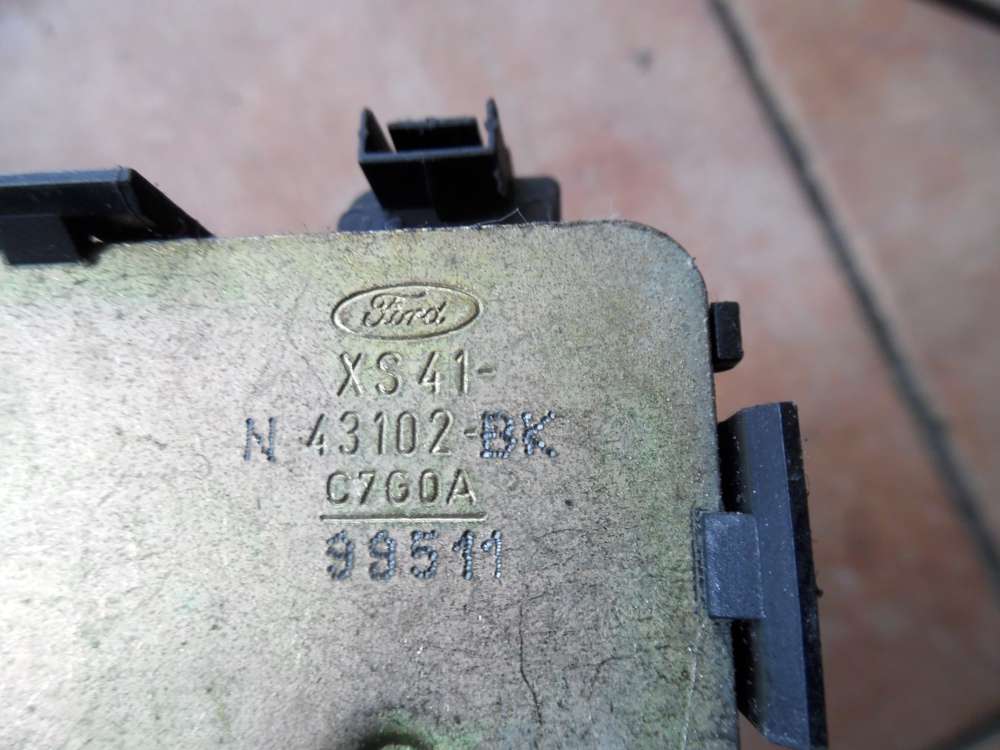 Ford
XS41-
N 43102-BK
C7G0A
99511